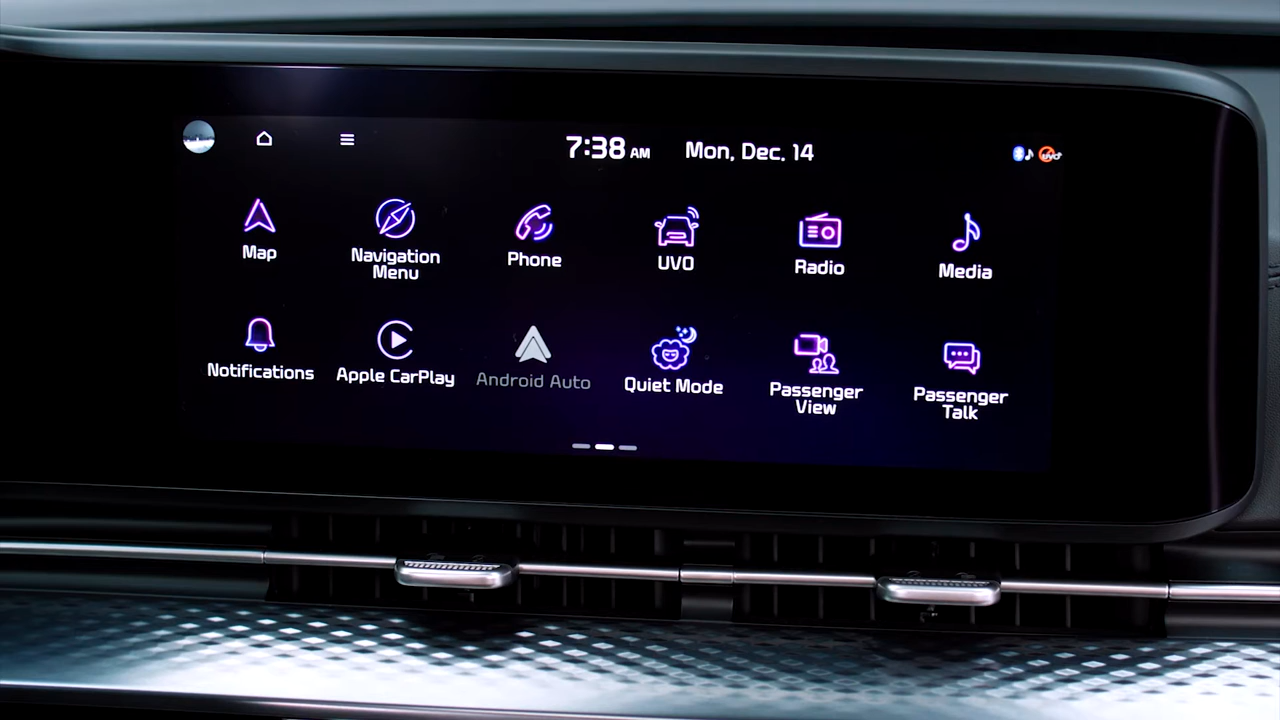 7:38 AM Mon, Dec. 14
UVO
Map
Navigation
Menu
Phone
UVO
Radio
Media
Notifications
Apple CarPlay
Android Auto
Quiet Mode
Passenger
View
Passenger
Talk